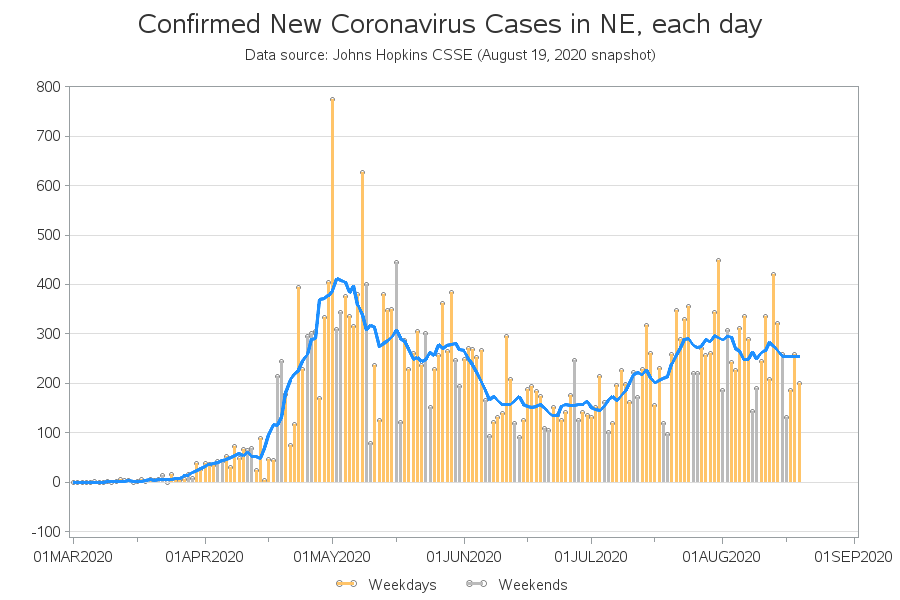 Confirmed New Coronavirus Cases in NE, each day
Data source: Johns Hopkins CSSE (August 19, 2020 snapshot)
800
700
600
500
400
300
200
100
0
-100
01MAR2020 01APR2020 01MAY2020 01JUN2020 01JUL2020 01AUG2020 01SEP2020
Weekdays Weekends